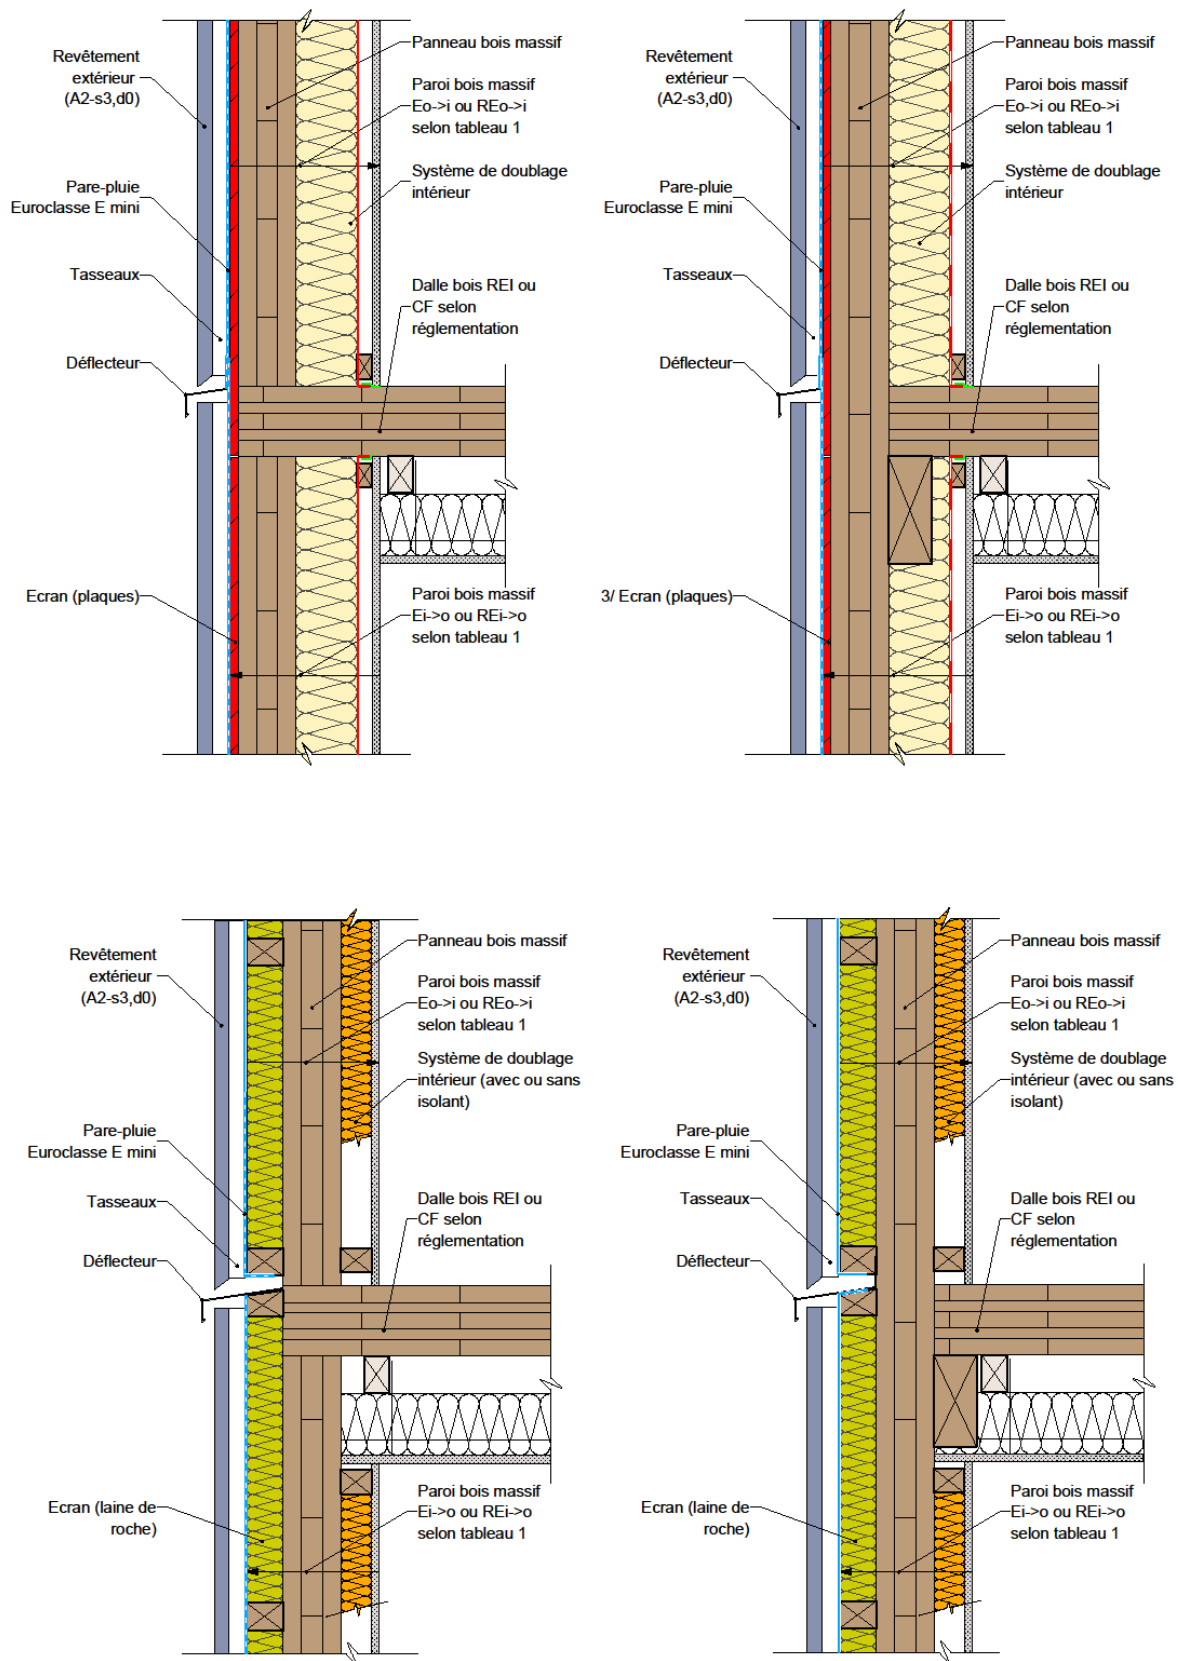 Revêtement
extérieur
(A2-s3,d0)
Pare-pluie
Euroclasse E mini
Tasseaux
Déflecteur
Ecran (plaques)
Panneau bois massif
Paroi bois massif
Eo->i ou REo->i
selon tableau 1
Système de doublage
intérieur
Dalle bois REI ou
CF selon
réglementation
Paroi bois massif
Ei->o ou REi->o
selon tableau 1
Revêtement
extérieur
(A2-s3,d0)
Pare-pluie
Euroclasse E mini
Tasseaux
Déflecteur
3/ Ecran (plaques)
Panneau bois massif
Paroi bois massif
Eo->i ou REo->i
selon tableau 1
Système de doublage
intérieur
Dalle bois REI ou
CF selon
réglementation
Paroi bois massif
Ei->o ou REi->o
selon tableau 1
Revêtement
extérieur
(A2-s3,d0)
Pare-pluie
Euroclasse E mini
Tasseaux
Déflecteur
Ecran (laine de
roche)
Panneau bois massif
Paroi bois massif
Eo->i ou REo->i
selon tableau 1
Système de doublage
intérieur (avec ou sans
isolant)
Dalle bois REI ou
CF selon
réglementation
Paroi bois massif
Ei->o ou REi->o
selon tableau 1
Revêtement
extérieur
(A2-s3,d0)
Pare-pluie
Euroclasse E mini
Tasseaux
Déflecteur
Ecran (laine de
roche)
Panneau bois massif
Paroi bois massif
Eo->i ou REo->i
selon tableau 1
Système de doublage
intérieur (avec ou sans
isolant)
Dalle bois REI ou
CF selon
réglementation
Paroi bois massif
Ei->o ou REi->o
selon tableau 1